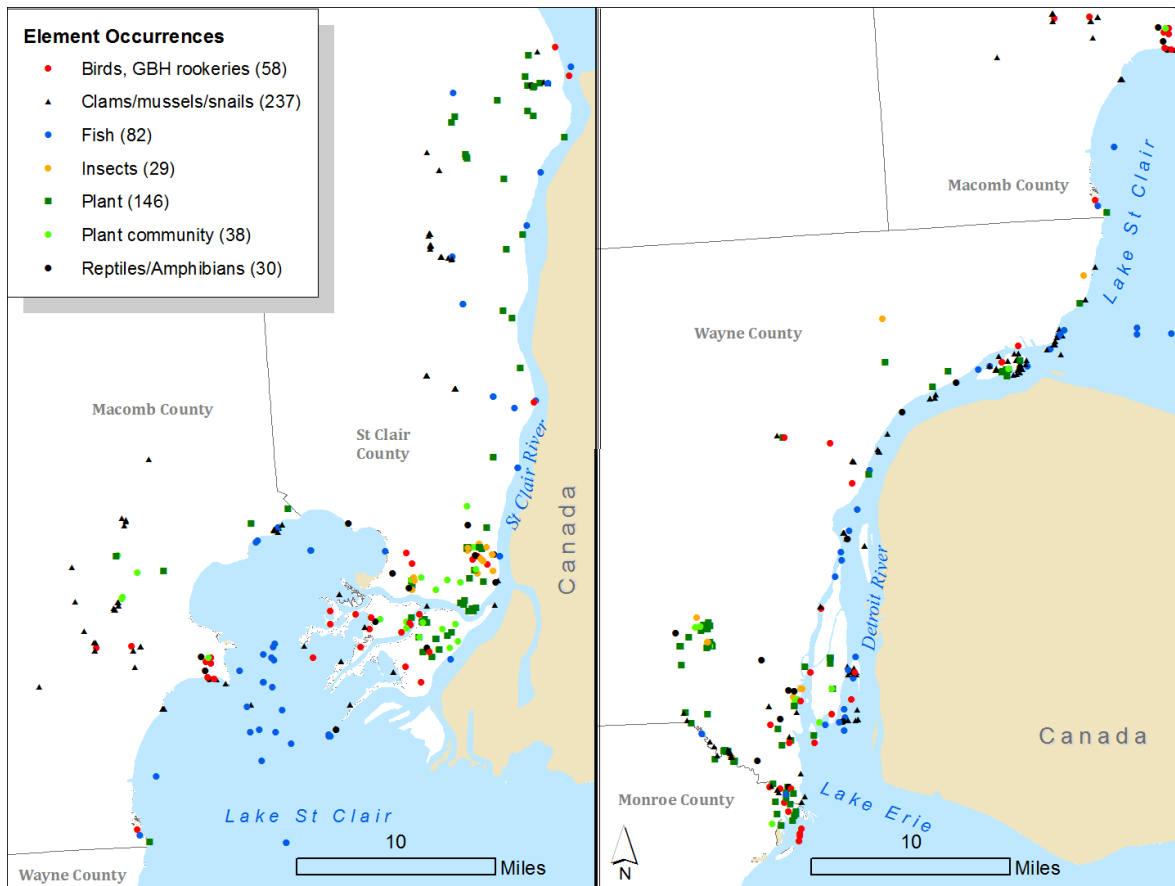 Element Occurrences
Birds, GBH rookeries (58)
Clams/mussels/snails (237)
Fish (82)
Insects (29)
Plant (146)
Plant community (38)
Reptiles/Amphibians (30)
Macomb County
St Clair
County
St Clair River
Canada
Lake St Clair
Wayne County
10
Miles
Macomb County
Lake St Clair
Wayne County
Detroit River
Canada
Monroe County
Lake Erie
N
10
Miles